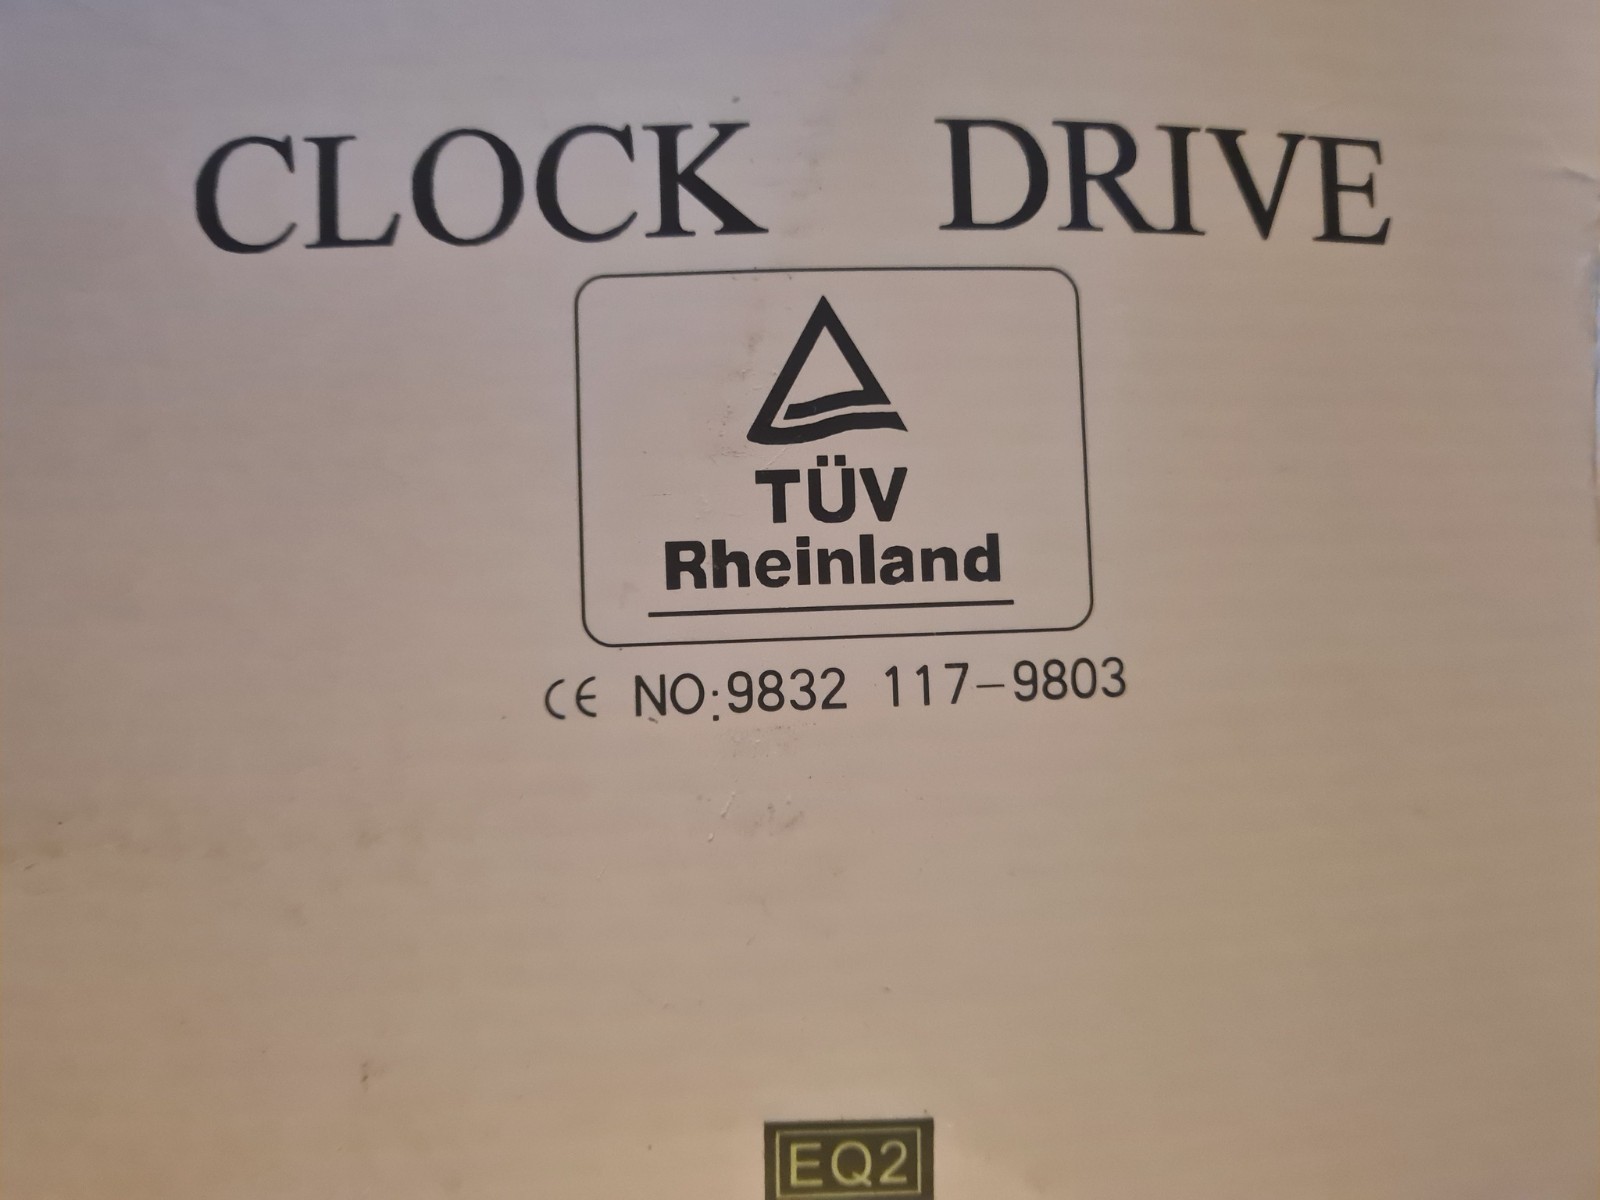 CLOCK DRIVE
TÜV
Rheinland
CE NO:9832 117-9803
EQ2